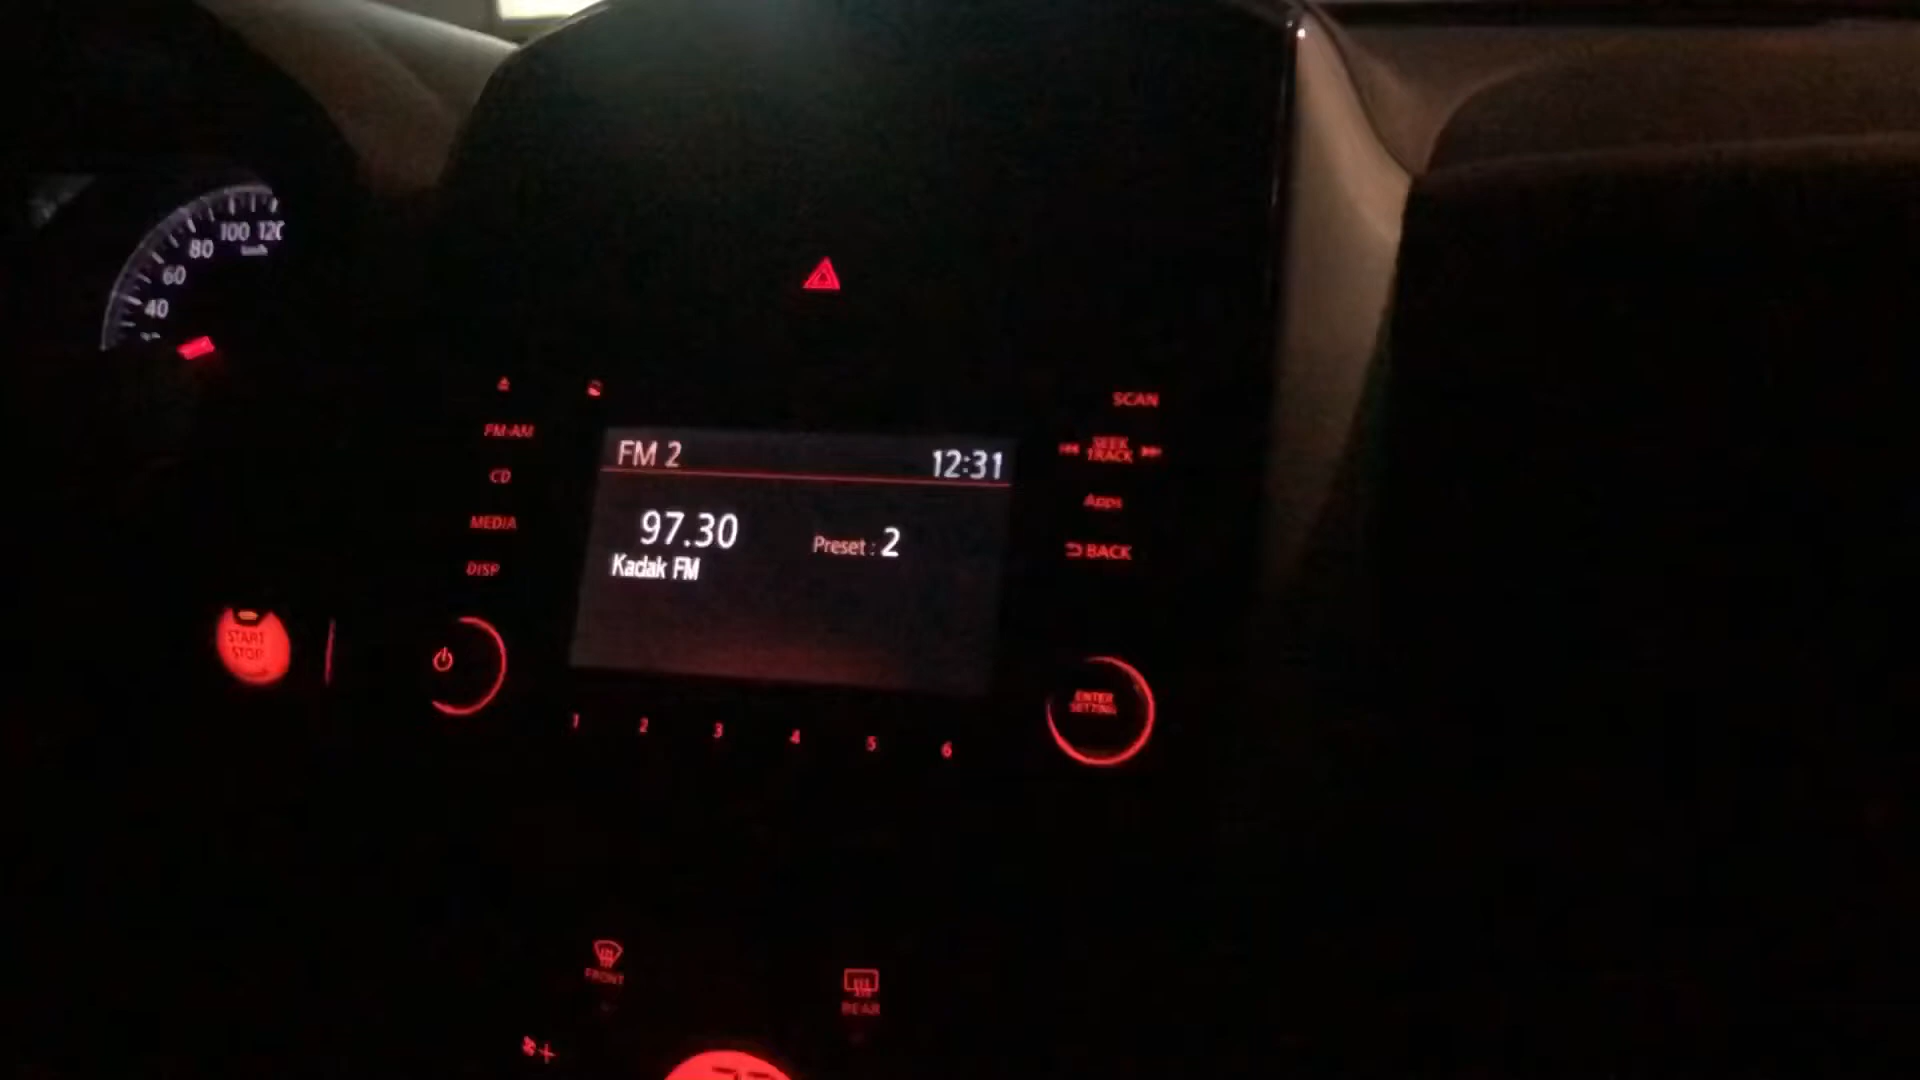 100 120
80
km/h
60
40
SCAN
FM·AM
SEEK
TRACK
FM 2
12:31
CD
Apps
97.30
Preset : 2
MEDIA
BACK
Kadak FM
DISP
START
STOP
ENTER
SETTING
1 2 3 4 5 6
FRONT
REAR